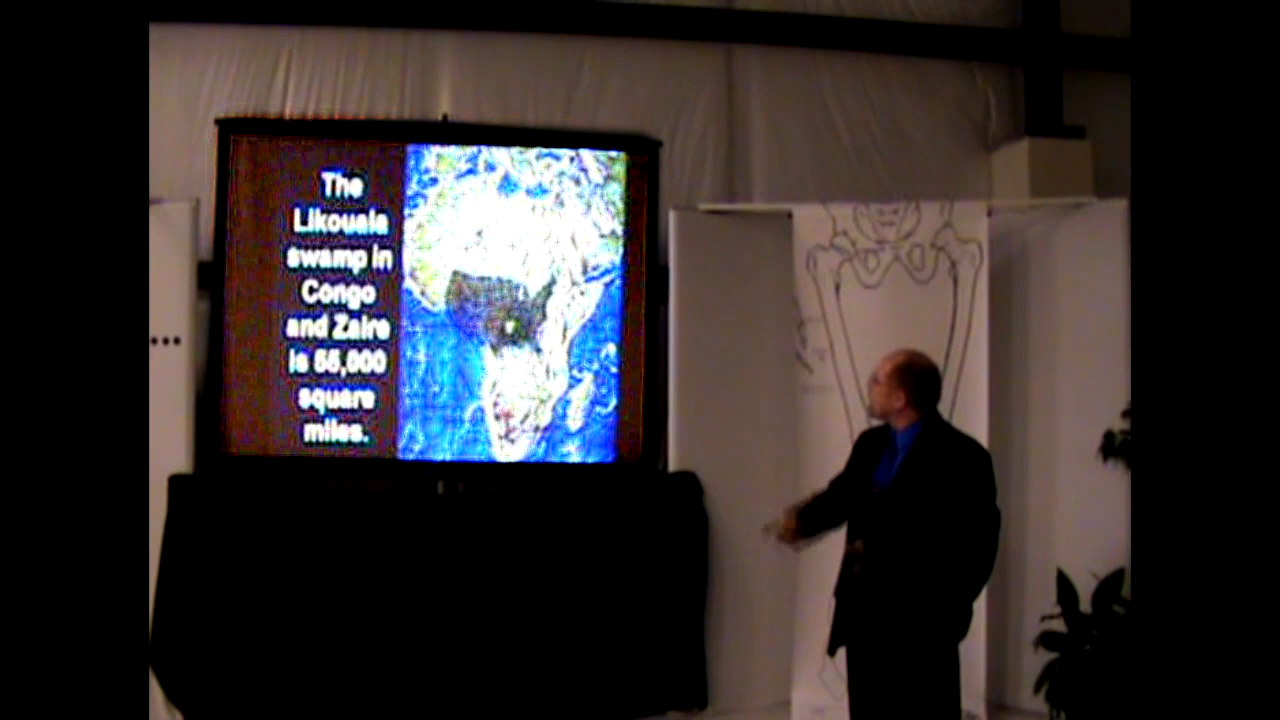 The
Likouala
swamp in
Congo
and Zaire
is 55,000
square
miles.